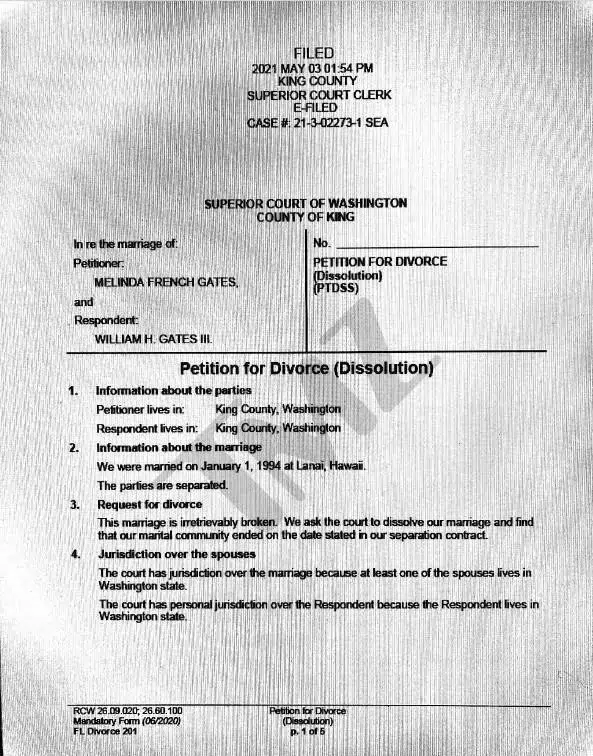 FILED
2021 MAY 03 01:54 PM
KING COUNTY
SUPERIOR COURT CLERK
E-FILED
CASE #: 21-3-02273-1 SEA
SUPERIOR COURT OF WASHINGTON
COUNTY OF KING
In re the marriage of:
Petitioner:
MELINDA FRENCH GATES,
and
Respondent:
WILLIAM H. GATES III.
No.
PETITION FOR DIVORCE
(Dissolution)
(PTDSS)
Petition for Divorce (Dissolution)
1. Information about the parties
Petitioner lives in: King County, Washington
Respondent lives in: King County, Washington
2. Information about the marriage
We were married on January 1, 1994 at Lanai, Hawaii.
The parties are separated.
3. Request for divorce
This marriage is irretrievably broken. We ask the court to dissolve our marriage and find
that our marital community ended on the date stated in our separation contract.
4. Jurisdiction over the spouses
The court has jurisdiction over the marriage because at least one of the spouses lives in
Washington state.
The court has personal jurisdiction over the Respondent because the Respondent lives in
Washington state.
TMZ
RCW 26.09.020; 26.60.100
Mandatory Form (06/2020)
FL Divorce 201
Petition for Divorce
(Dissolution)
p. 1 of 5